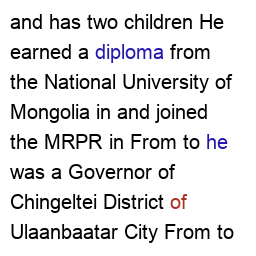 and has two children He
earned a diploma from
the National University of
Mongolia in and joined
the MRPR in From to he
was a Governor of
Chingeltei District of
Ulaanbaatar City From to